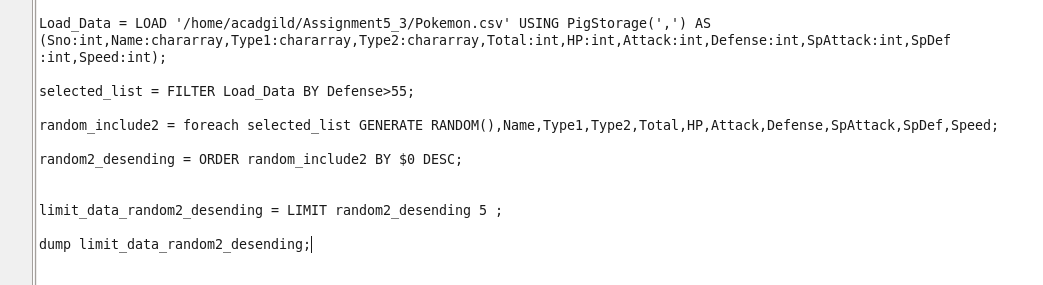 Load_Data = LOAD '/home/acadgild/Assignment5_3/Pokemon.csv' USING PigStorage(',') AS
(Sno:int,Name:chararray,Type1:chararray,Type2:chararray,Total:int,HP:int,Attack:int,Defense:int,SpAttack:int,SpDef
:int,Speed:int);
selected_list = FILTER Load_Data BY Defense>55;
random_include2 = foreach selected_list GENERATE RANDOM(),Name,Type1,Type2,Total,HP,Attack,Defense,SpAttack,SpDef,Speed;
random2_desending = ORDER random_include2 BY $0 DESC;
limit_data_random2_desending = LIMIT random2_desending 5 ;
dump limit_data_random2_desending;